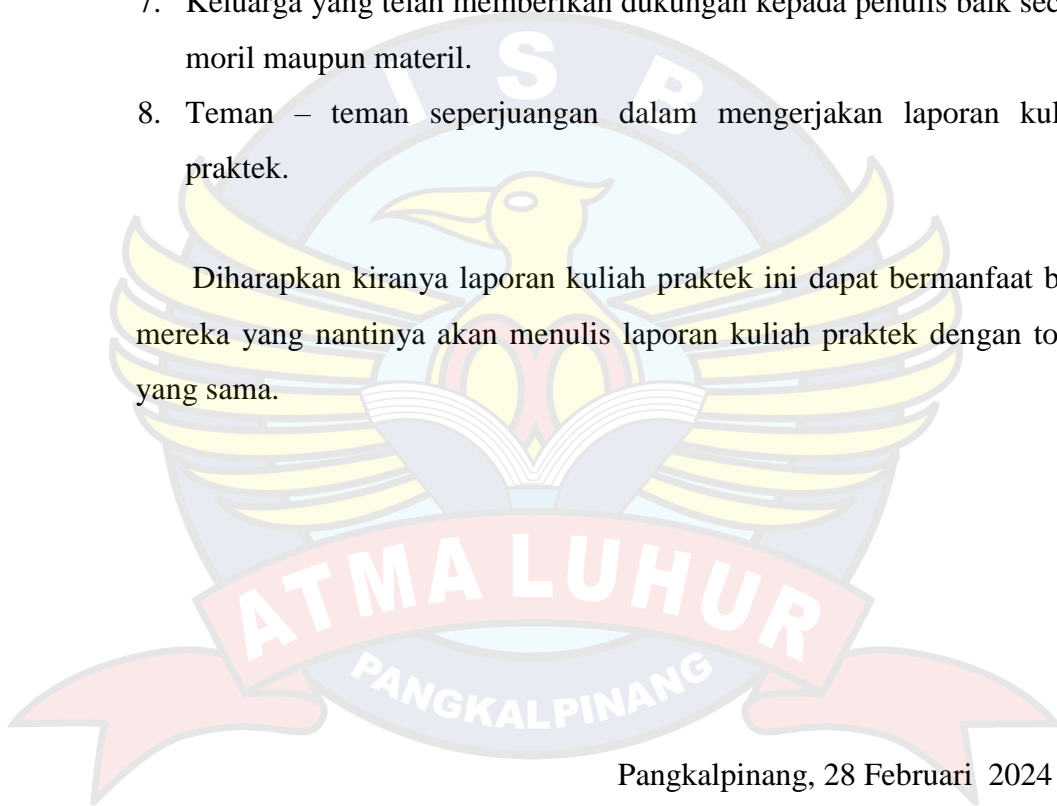 7. Keluarga yang telah memberikan dukungan kepada penulis baik sec
moril maupun materil.
8. Teman – teman seperjuangan dalam mengerjakan laporan kul
praktek.
Diharapkan kiranya laporan kuliah praktek ini dapat bermanfaat b
mereka yang nantinya akan menulis laporan kuliah praktek dengan to
yang sama.
I S B
ATMA LUHUR
PANGKALPINANG
Pangkalpinang, 28 Februari 2024